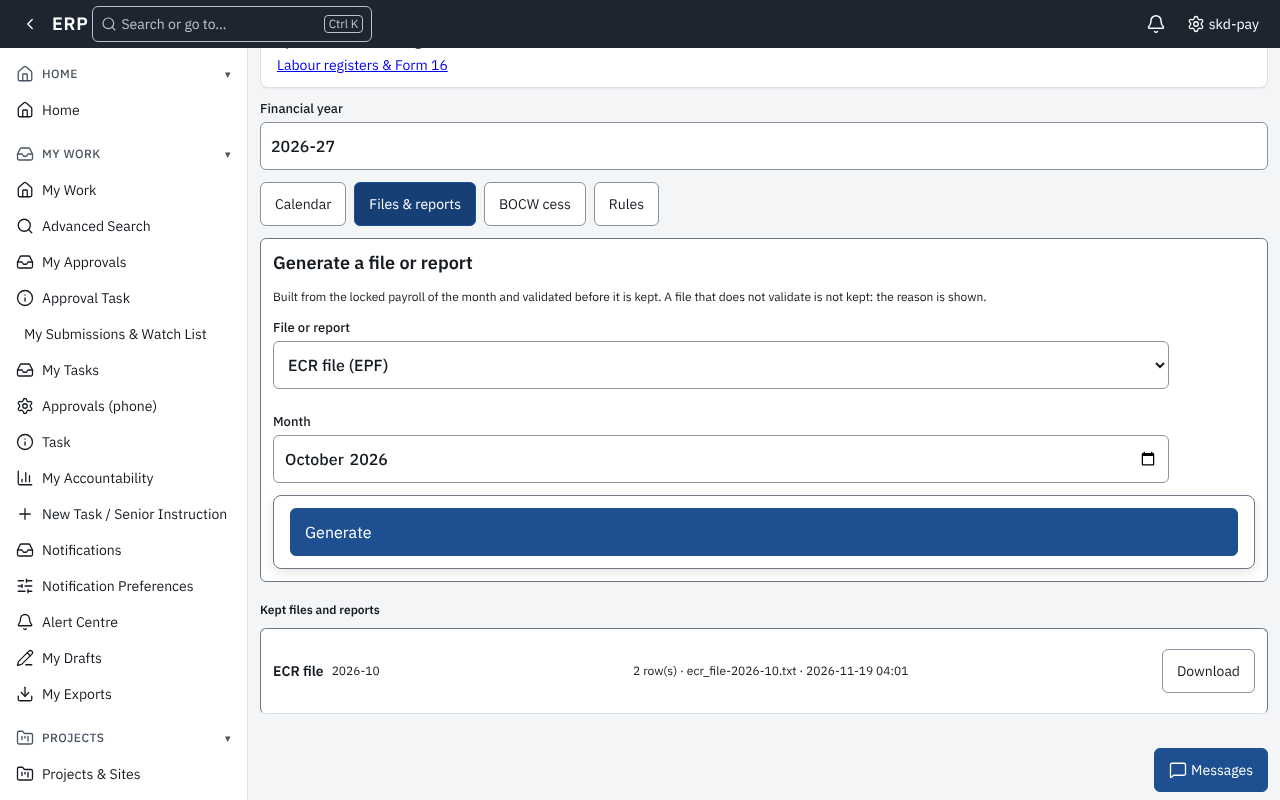 ERP
Search or go to…
Ctrl K
skd-pay
HOME
Home
MY WORK
My Work
Advanced Search
My Approvals
Approval Task
My Submissions & Watch List
My Tasks
Approvals (phone)
Task
My Accountability
New Task / Senior Instruction
Notifications
Notification Preferences
Alert Centre
My Drafts
My Exports
PROJECTS
Projects & Sites
Labour registers & Form 16
Financial year
2026-27
Calendar
Files & reports
BOCW cess
Rules
Generate a file or report
Built from the locked payroll of the month and validated before it is kept. A file that does not validate is not kept: the reason is shown.
File or report
ECR file (EPF)
Month
October 2026
Generate
Kept files and reports
ECR file 2026-10
2 row(s) · ecr_file-2026-10.txt · 2026-11-19 04:01
Download
Messages